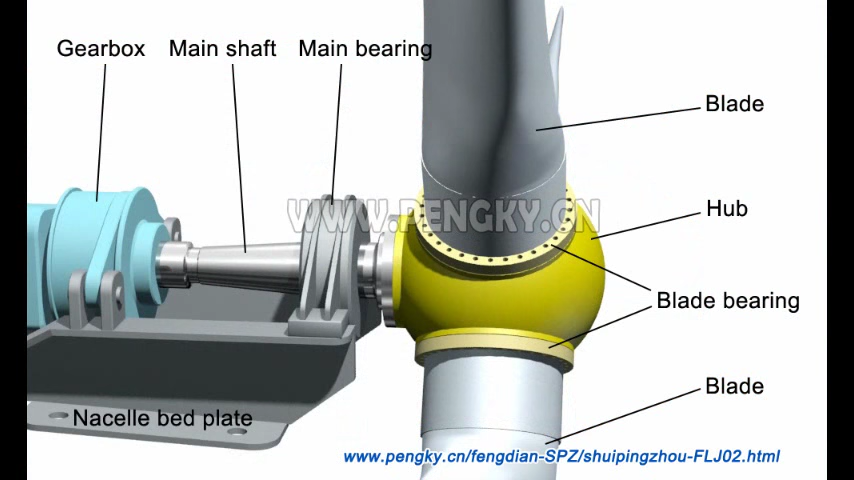 Gearbox Main shaft Main bearing
Blade
Hub
WWW.PENGKY.CN
Blade bearing
Blade
Nacelle bed plate
www.pengky.cn/fengdian-SPZ/shuipingzhou-FLJ02.html